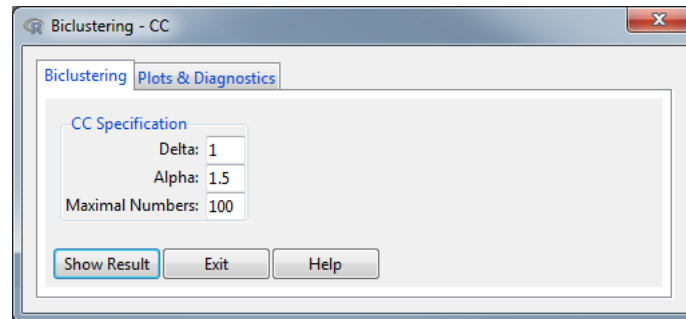 Biclustering - CC
Biclustering Plots & Diagnostics
CC Specification
Delta: 1
Alpha: 1.5
Maximal Numbers: 100
Show Result Exit Help